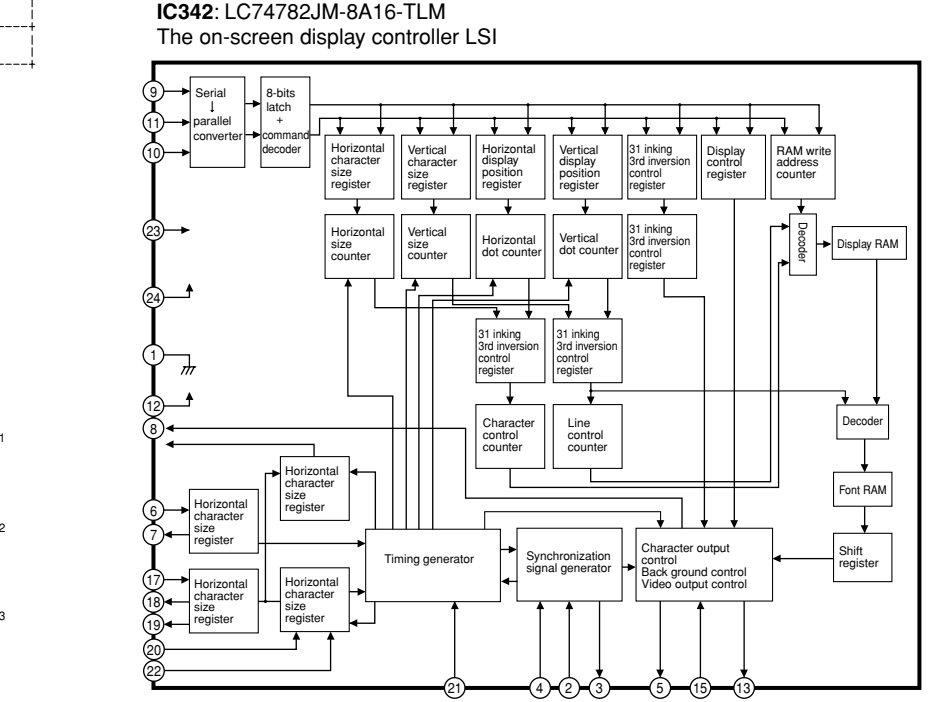 IC342: LC74782JM-8A16-TLM
The on-screen display controller LSI
9
11
10
Serial
↓
parallel
converter
8-bits
latch
+
command
decoder
Horizontal
character
size
register
Vertical
character
size
register
Horizontal
display
position
register
Vertical
display
position
register
31 inking
3rd inversion
control
register
Display
control
register
RAM write
address
counter
23
Horizontal
size
counter
Vertical
size
counter
Horizontal
dot counter
Vertical
dot counter
31 inking
3rd inversion
control
register
Decoder
Display RAM
24
1
31 inking
3rd inversion
control
register
31 inking
3rd inversion
control
register
12
8
1
Character
control
counter
Line
control
counter
Decoder
Horizontal
character
size
register
Font RAM
6
7
2
Horizontal
character
size
register
Timing generator
Synchronization
signal generator
Character output
control
Back ground control
Video output control
Shift
register
17
18
19
3
Horizontal
character
size
register
Horizontal
character
size
register
20
22
21
4
2
3
5
15
13